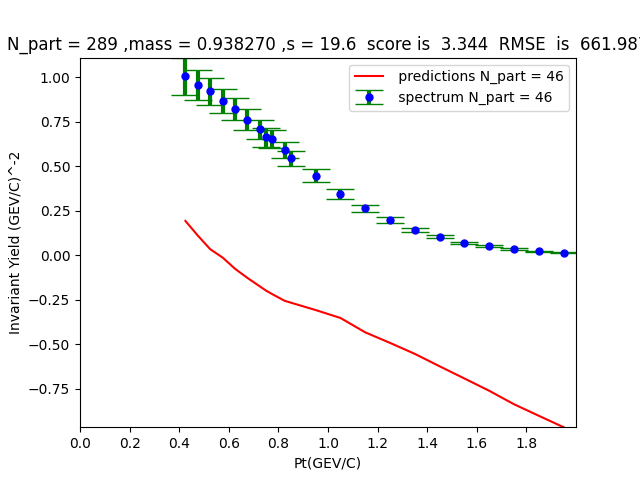 N_part = 289 ,mass = 0.938270 ,s = 19.6  score is  3.344  RMSE  is  661.987
predictions N_part = 46
spectrum N_part = 46
Invariant Yield (GEV/C)^-2
1.00
0.75
0.50
0.25
0.00
−0.25
−0.50
−0.75
0.0 0.2 0.4 0.6 0.8 1.0 1.2 1.4 1.6 1.8
Pt(GEV/C)